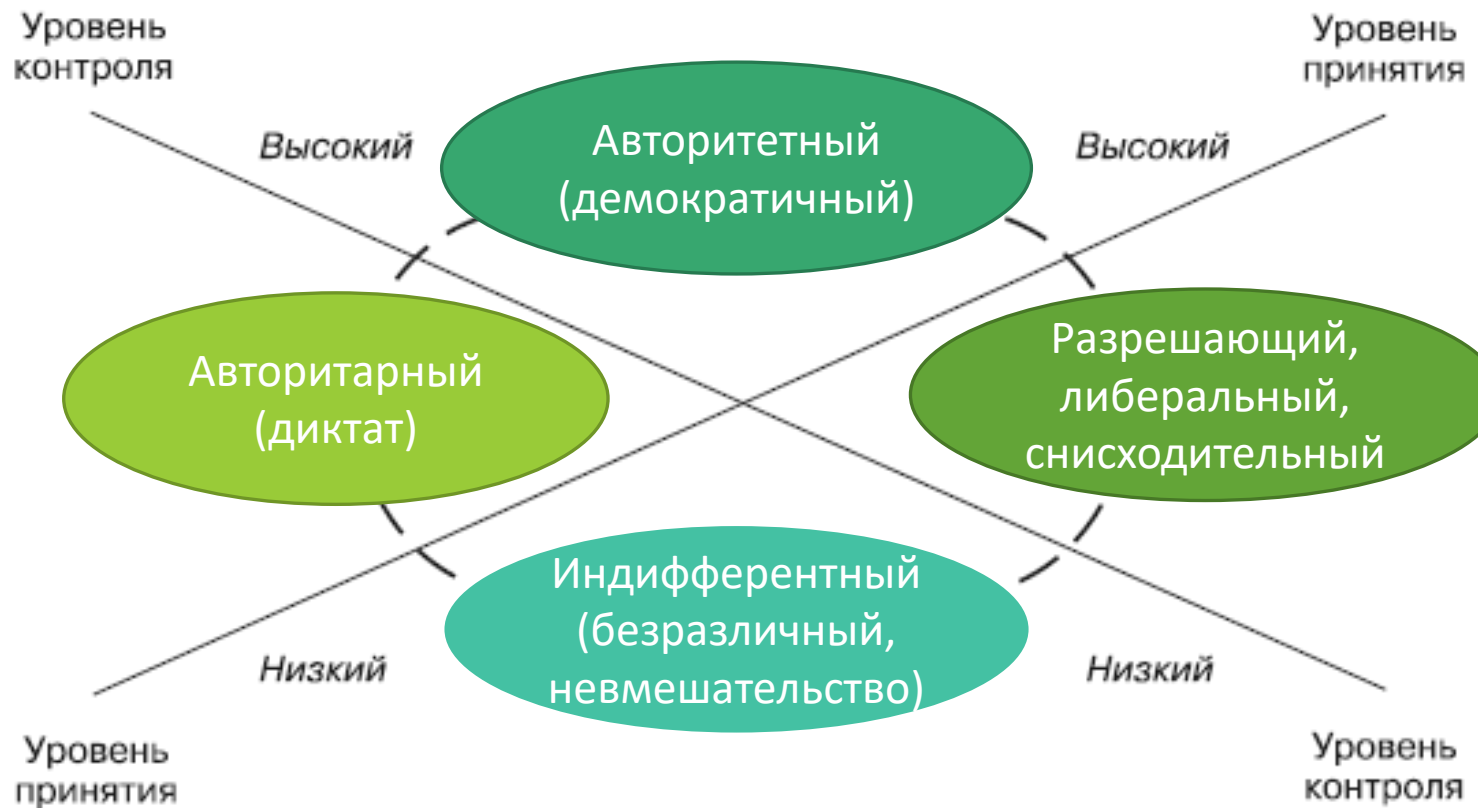 Уровень
контроля
Уровень
принятия
Высокий
Авторитетный
(демократичный)
Высокий
Авторитарный
(диктат)
Разрешающий,
либеральный,
снисходительный
Индифферентный
(безразличный,
невмешательство)
Низкий
Низкий
Уровень
принятия
Уровень
контроля